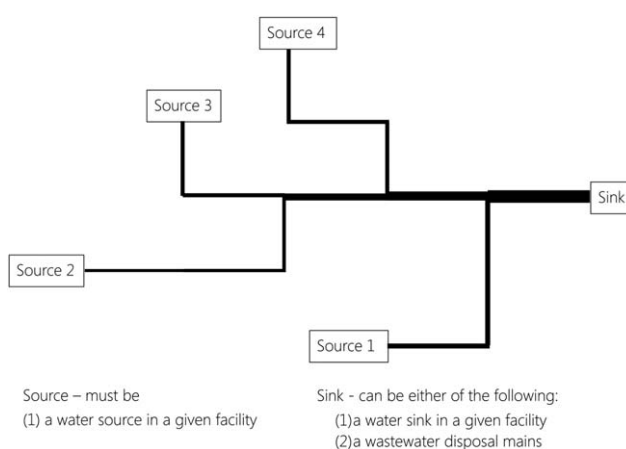 Source 4
Source 3
Sink
Source 2
Source 1
Source – must be
(1) a water source in a given facility
Sink - can be either of the following:
(1)a water sink in a given facility
(2)a wastewater disposal mains